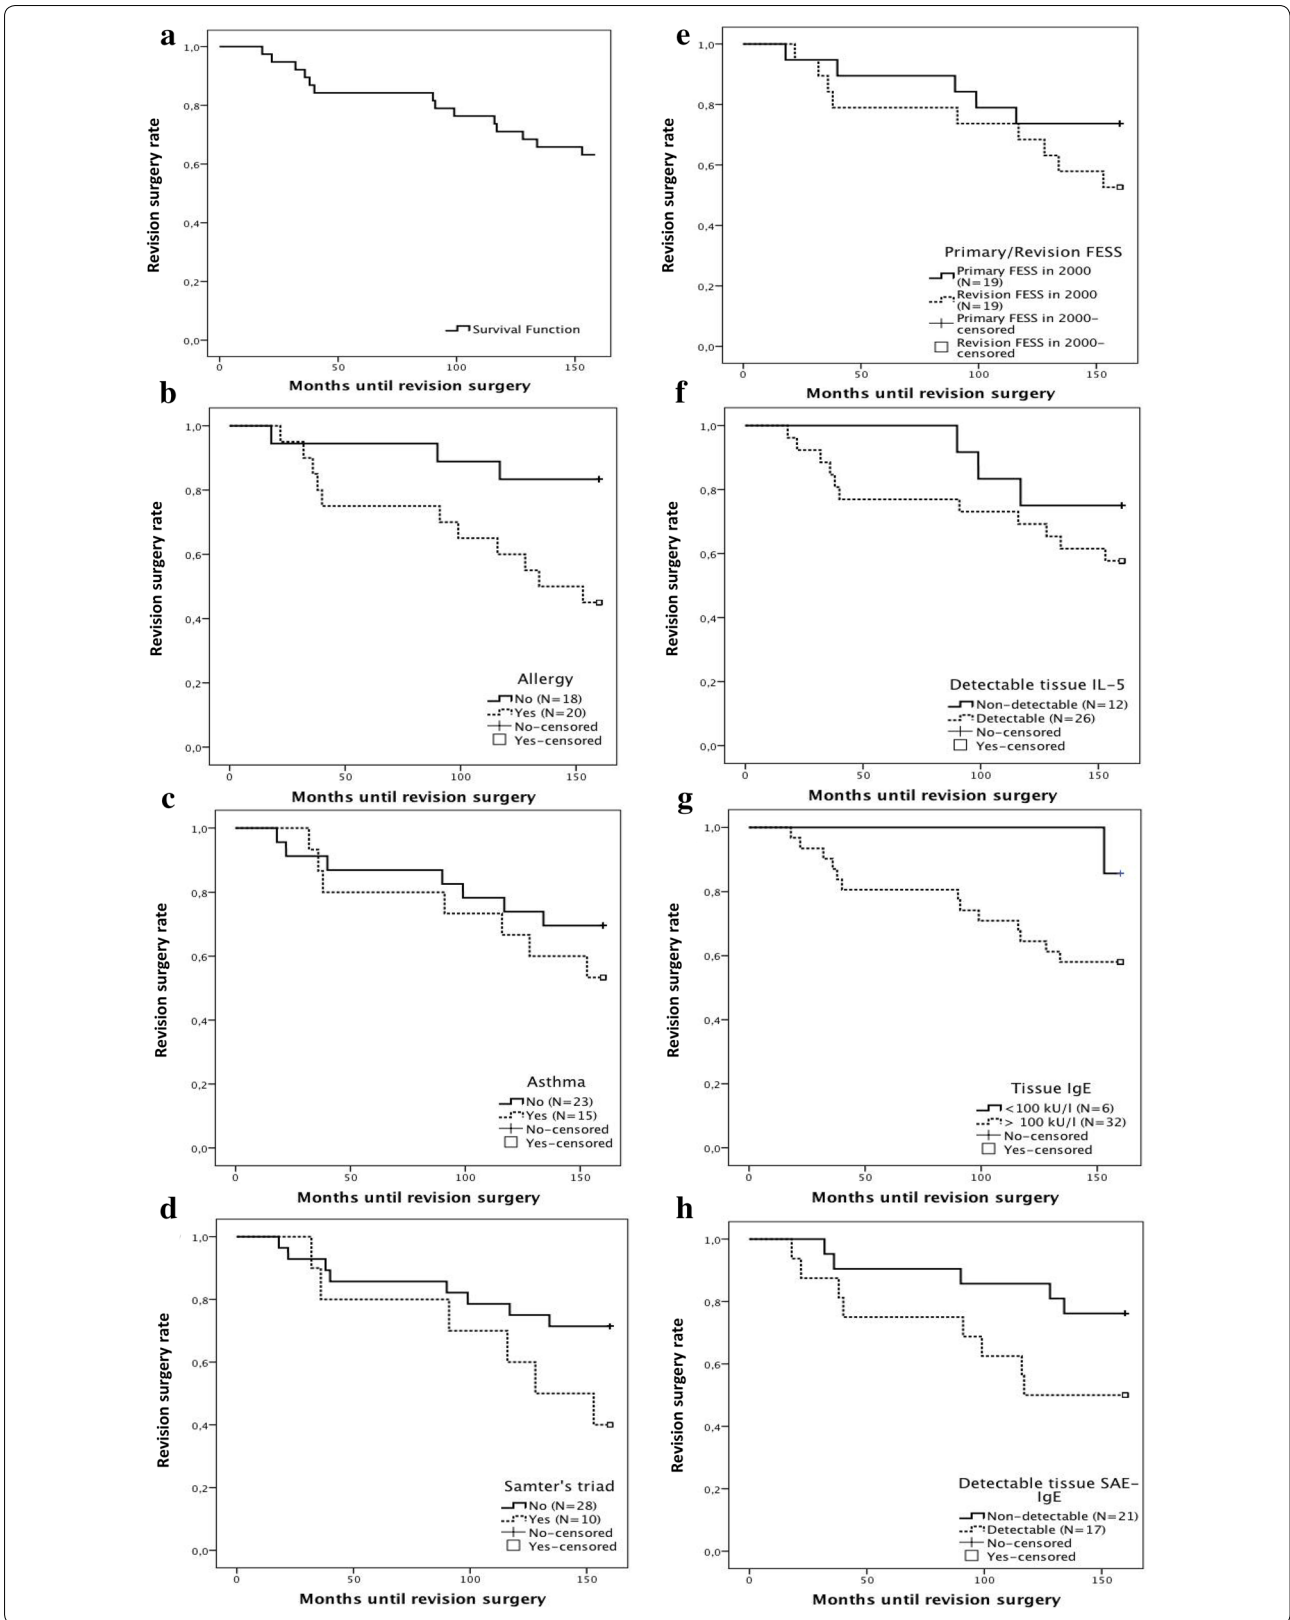 a
1,0
0,8
0,6
0,4
0,2
0,0
Revision surgery rate
Survival Function
0 50 100 150
Months until revision surgery
b
1,0
0,8
0,6
0,4
0,2
0,0
Revision surgery rate
Allergy
No (N=18)
Yes (N=20)
No-censored
Yes-censored
0 50 100 150
Months until revision surgery
c
1,0
0,8
0,6
0,4
0,2
0,0
Revision surgery rate
Asthma
No (N=23)
Yes (N=15)
No-censored
Yes-censored
0 50 100 150
Months until revision surgery
d
1,0
0,8
0,6
0,4
0,2
0,0
Revision surgery rate
Samter's triad
No (N=28)
Yes (N=10)
No-censored
Yes-censored
0 50 100 150
Months until revision surgery
e
1,0
0,8
0,6
0,4
0,2
0,0
Revision surgery rate
Primary/Revision FESS
Primary FESS in 2000
(N=19)
Revision FESS in 2000
(N=19)
Primary FESS in 2000-
censored
Revision FESS in 2000-
censored
0 50 100 150
Months until revision surgery
f
1,0
0,8
0,6
0,4
0,2
0,0
Revision surgery rate
Detectable tissue IL-5
Non-detectable (N=12)
Detectable (N=26)
No-censored
Yes-censored
0 50 100 150
Months until revision surgery
g
1,0
0,8
0,6
0,4
0,2
0,0
Revision surgery rate
Tissue IgE
<100 kU/l (N=6)
> 100 kU/l (N=32)
No-censored
Yes-censored
0 50 100 150
Months until revision surgery
h
1,0
0,8
0,6
0,4
0,2
0,0
Revision surgery rate
Detectable tissue SAE-
IgE
Non-detectable (N=21)
Detectable (N=17)
No-censored
Yes-censored
0 50 100 150
Months until revision surgery